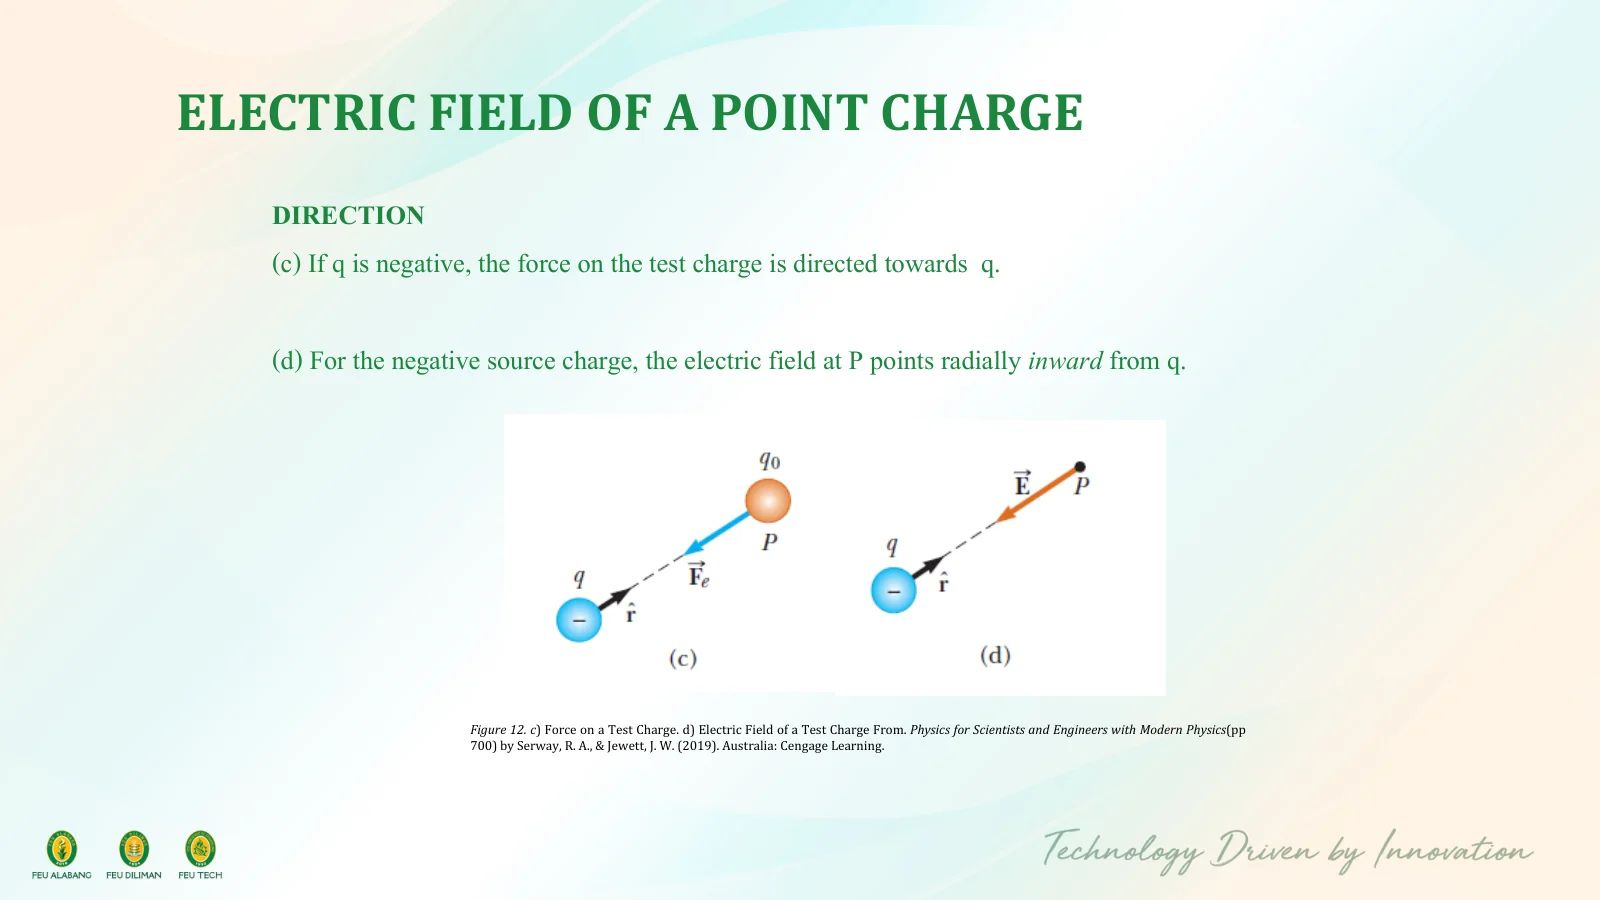 ELECTRIC FIELD OF A POINT CHARGE
DIRECTION
(c) If q is negative, the force on the test charge is directed towards  q.
(d) For the negative source charge, the electric field at P points radially inward from q.
q0
P
F⃗e
q
r̂
–
(c)
E⃗
P
q
r̂
–
(d)
Figure 12. c) Force on a Test Charge. d) Electric Field of a Test Charge From. Physics for Scientists and Engineers with Modern Physics(pp
700) by Serway, R. A., & Jewett, J. W. (2019). Australia: Cengage Learning.
FEU ALABANG
FEU DILIMAN
FEU TECH
Technology Driven by Innovation